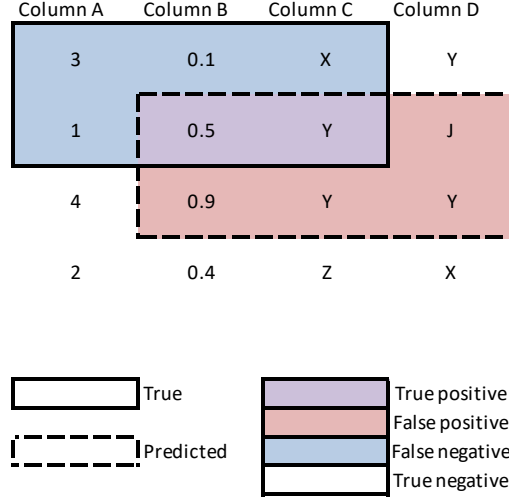 Column A Column B Column C Column D
3 0.1 X Y
1 0.5 Y J
4 0.9 Y Y
2 0.4 Z X
True
Predicted
True positive
False positive
False negative
True negative